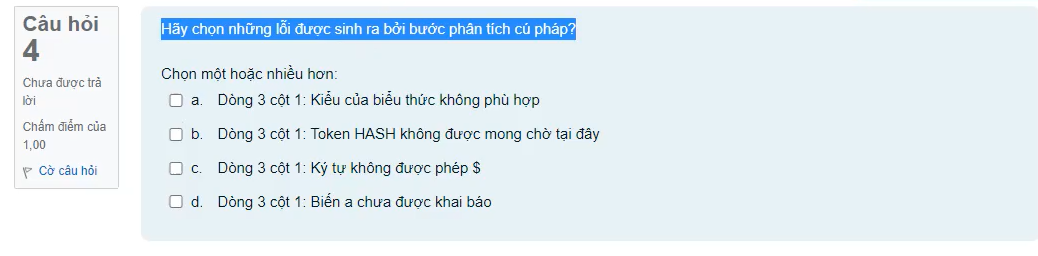 Câu hỏi
4
Chưa được trả
lời
Chấm điểm của
1,00
Cờ câu hỏi
Hãy chọn những lỗi được sinh ra bởi bước phân tích cú pháp?
Chọn một hoặc nhiều hơn:
a. Dòng 3 cột 1: Kiểu của biểu thức không phù hợp
b. Dòng 3 cột 1: Token HASH không được mong chờ tại đây
c. Dòng 3 cột 1: Ký tự không được phép $
d. Dòng 3 cột 1: Biến a chưa được khai báo